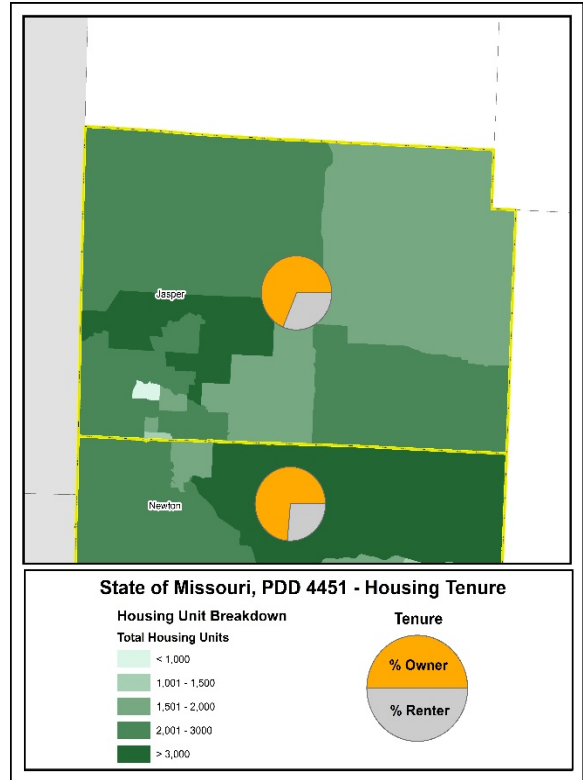 Jasper
Newton
State of Missouri, PDD 4451 - Housing Tenure
Housing Unit Breakdown
Total Housing Units
< 1,000
1,001 - 1,500
1,501 - 2,000
2,001 - 3000
> 3,000
Tenure
% Owner
% Renter